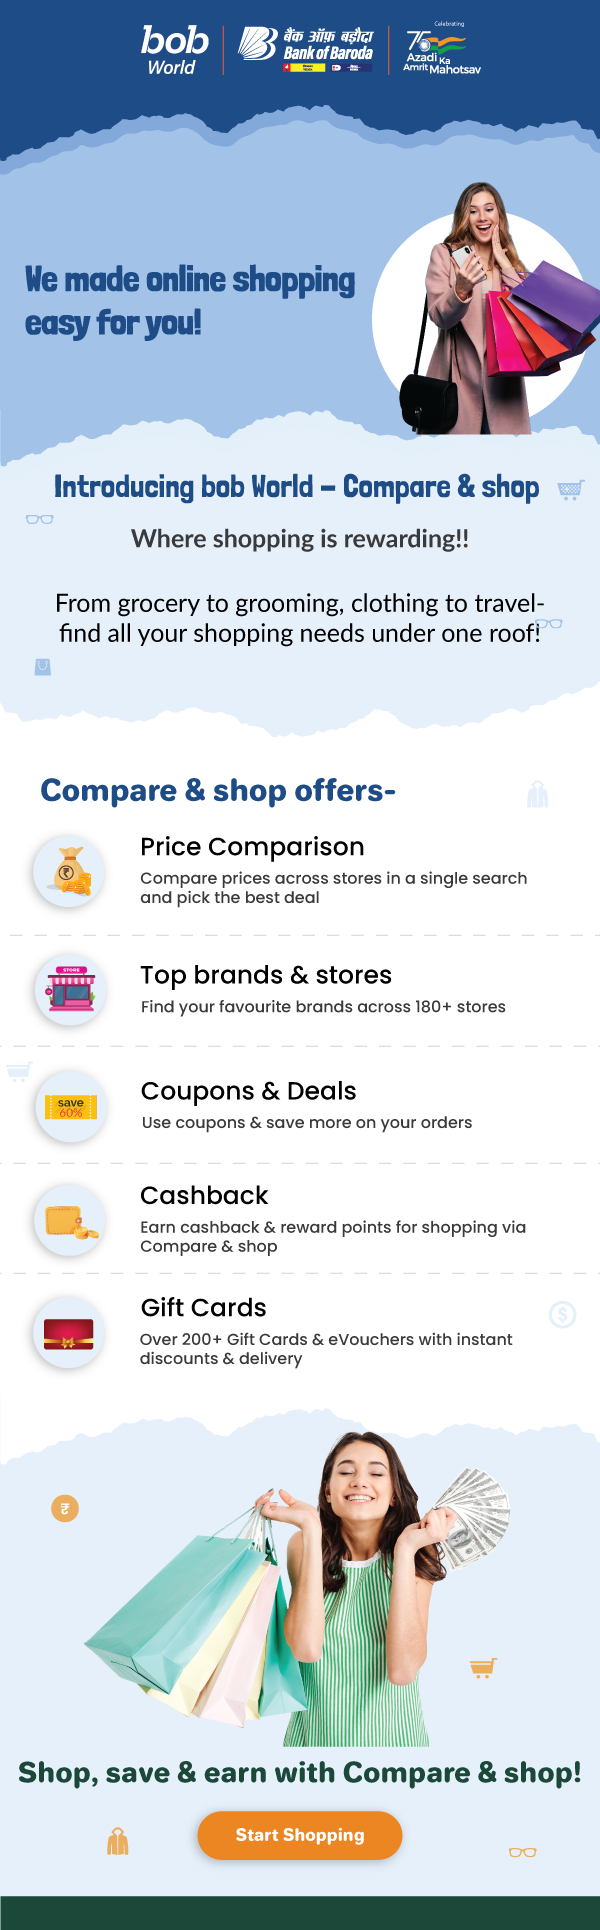 bob
World
बैंक ऑफ़ बड़ौदा
Bank of Baroda
Celebrating
75
Azadi Ka
Amrit Mahotsav
We made online shopping
easy for you!
Introducing bob World – Compare & shop
Where shopping is rewarding!!
From grocery to grooming, clothing to travel-
find all your shopping needs under one roof!
Compare & shop offers-
Price Comparison
Compare prices across stores in a single search
and pick the best deal
STORE
Top brands & stores
Find your favourite brands across 180+ stores
save
60%
Coupons & Deals
Use coupons & save more on your orders
Cashback
Earn cashback & reward points for shopping via
Compare & shop
Gift Cards
Over 200+ Gift Cards & eVouchers with instant
discounts & delivery
Shop, save & earn with Compare & shop!
Start Shopping